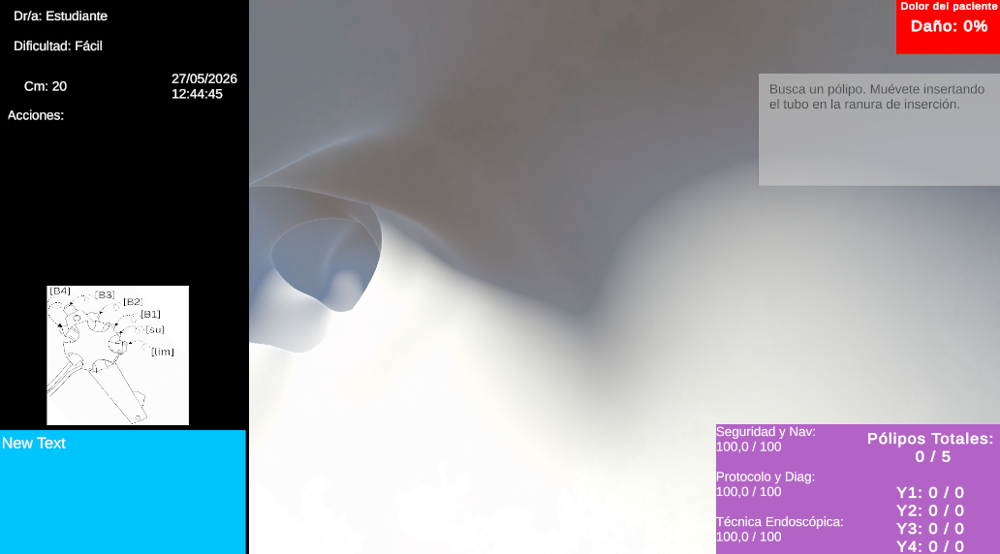 Dr/a: Estudiante
Dificultad: Fácil
Cm: 20
27/05/2026
12:44:45
Acciones:
[B4]
[B3]
[B2]
[B1]
[su]
[lim]
New Text
Dolor del paciente
Daño: 0%
Busca un pólipo. Muévete insertando
el tubo en la ranura de inserción.
Seguridad y Nav:
100,0 / 100
Protocolo y Diag:
100,0 / 100
Técnica Endoscópica:
100,0 / 100
Pólipos Totales:
0 / 5
Y1: 0 / 0
Y2: 0 / 0
Y3: 0 / 0
Y4: 0 / 0